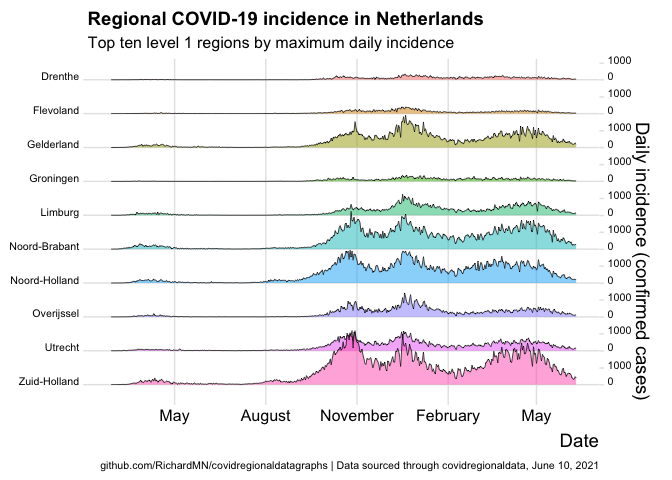 Regional COVID-19 incidence in Netherlands
Top ten level 1 regions by maximum daily incidence
Drenthe
1000
0
Flevoland
1000
0
Gelderland
1000
0
Groningen
1000
0
Limburg
1000
0
Noord-Brabant
1000
0
Noord-Holland
1000
0
Overijssel
1000
0
Utrecht
1000
0
Zuid-Holland
1000
0
Daily incidence (confirmed cases)
May August November February May
Date
github.com/RichardMN/covidregionaldatagraphs | Data sourced through covidregionaldata, June 10, 2021